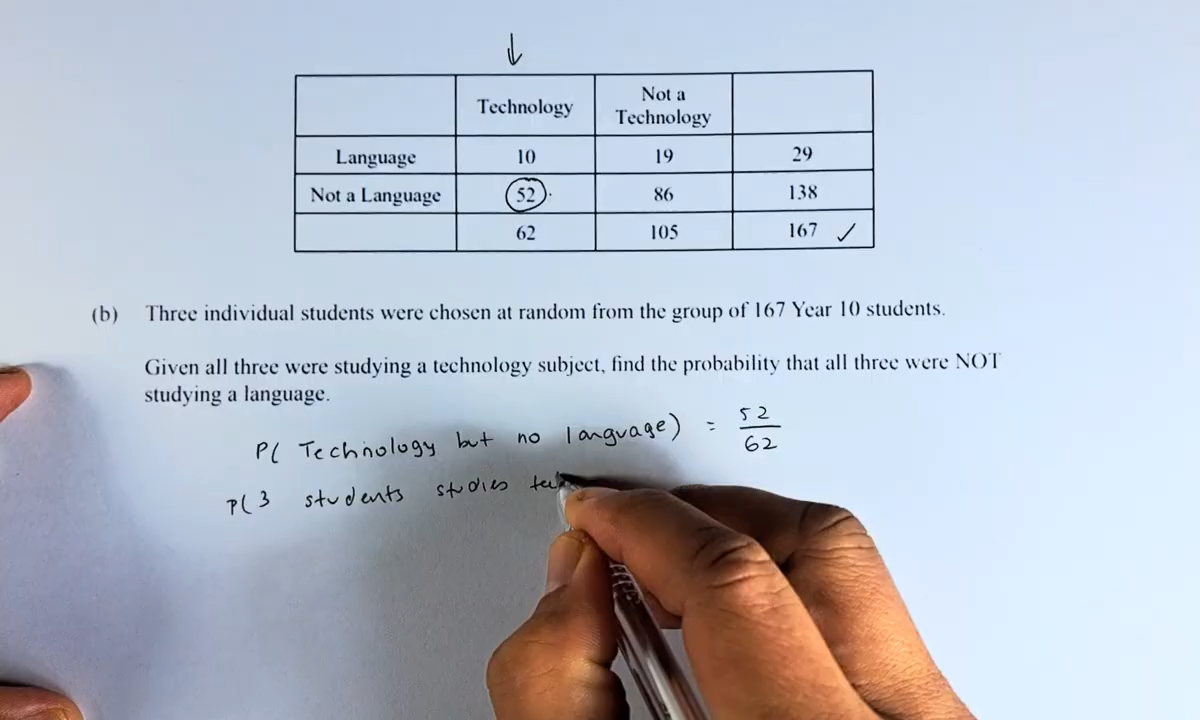 Technology
Not a
Technology
Language 10 19 29
Not a Language 52 86 138
62 105 167
(b) Three individual students were chosen at random from the group of 167 Year 10 students.
Given all three were studying a technology subject, find the probability that all three were NOT
studying a language.
P( Technology but no language) = 52/62
P(3 students studies